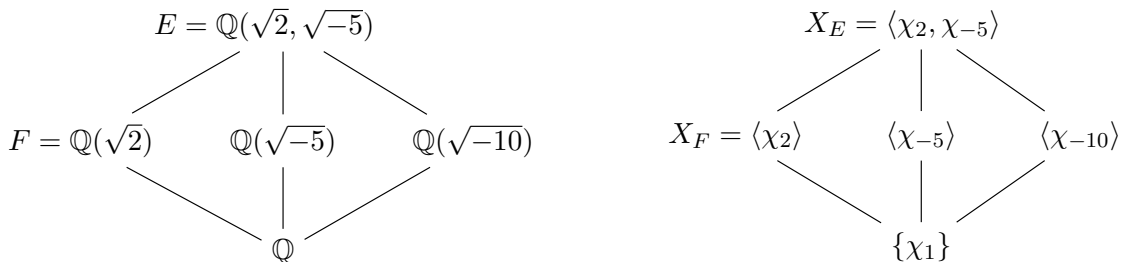 E = ℚ(√2, √−5)
X_E = ⟨χ_2, χ_{−5}⟩
F = ℚ(√2)
ℚ(√−5)
ℚ(√−10)
X_F = ⟨χ_2⟩
⟨χ_{−5}⟩
⟨χ_{−10}⟩
ℚ
{χ_1}